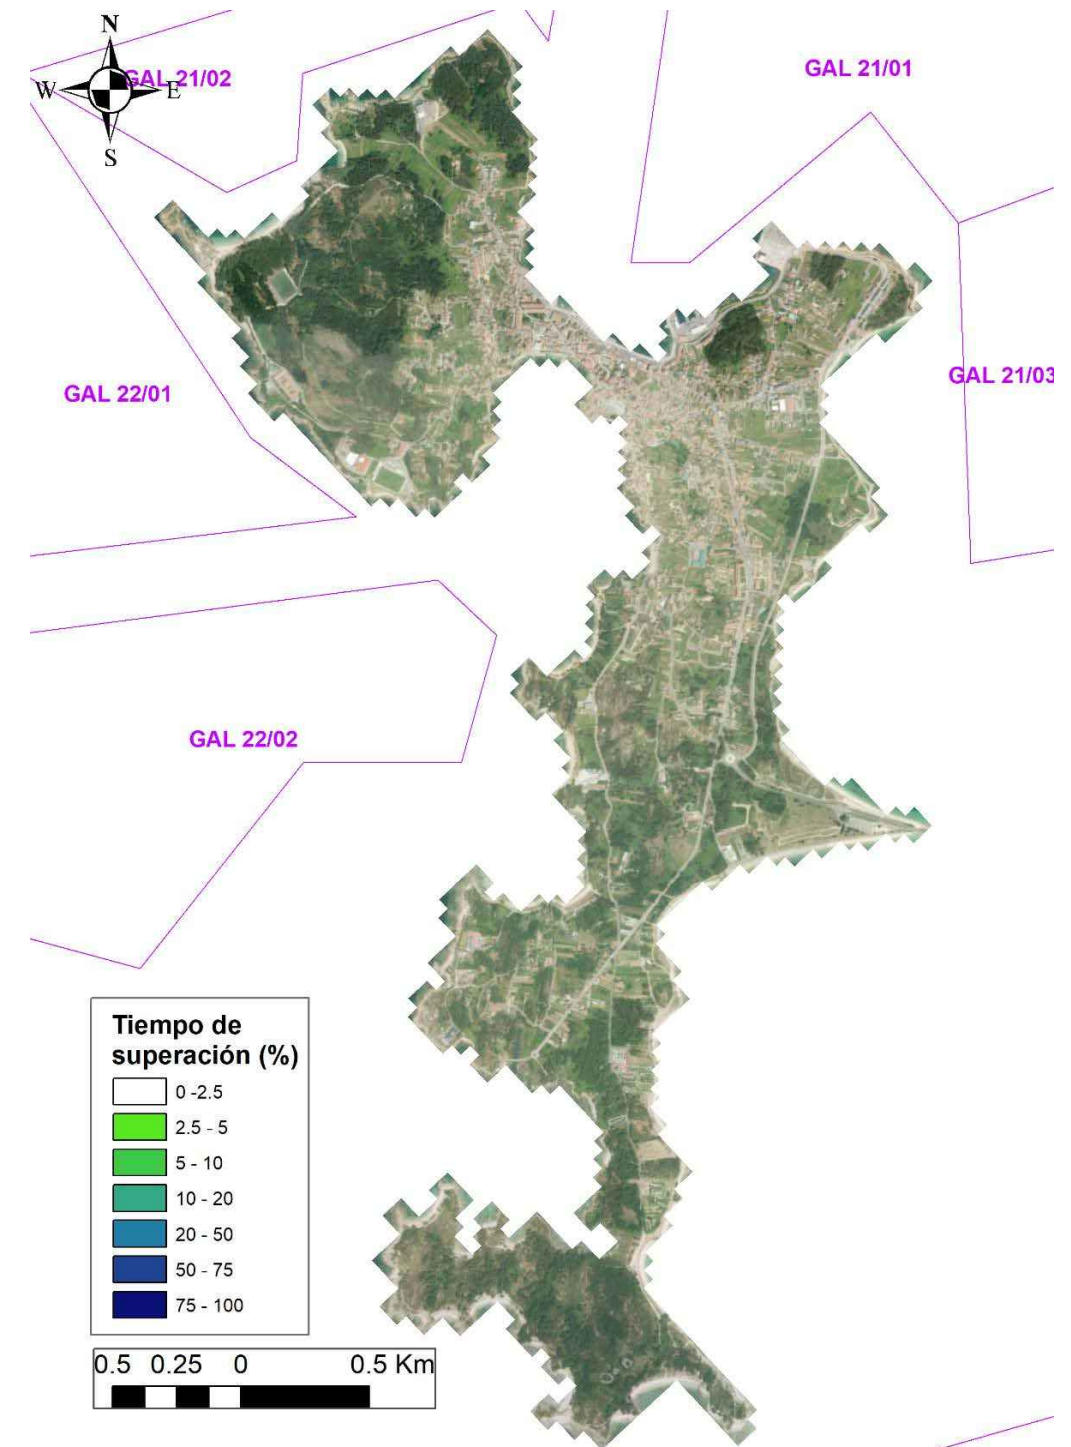 N
W
E
S
GAL 21/02
GAL 21/01
GAL 22/01
GAL 21/03
GAL 22/02
Tiempo de
superación (%)
0 -2.5
2.5 - 5
5 - 10
10 - 20
20 - 50
50 - 75
75 - 100
0.5 0.25 0 0.5 Km